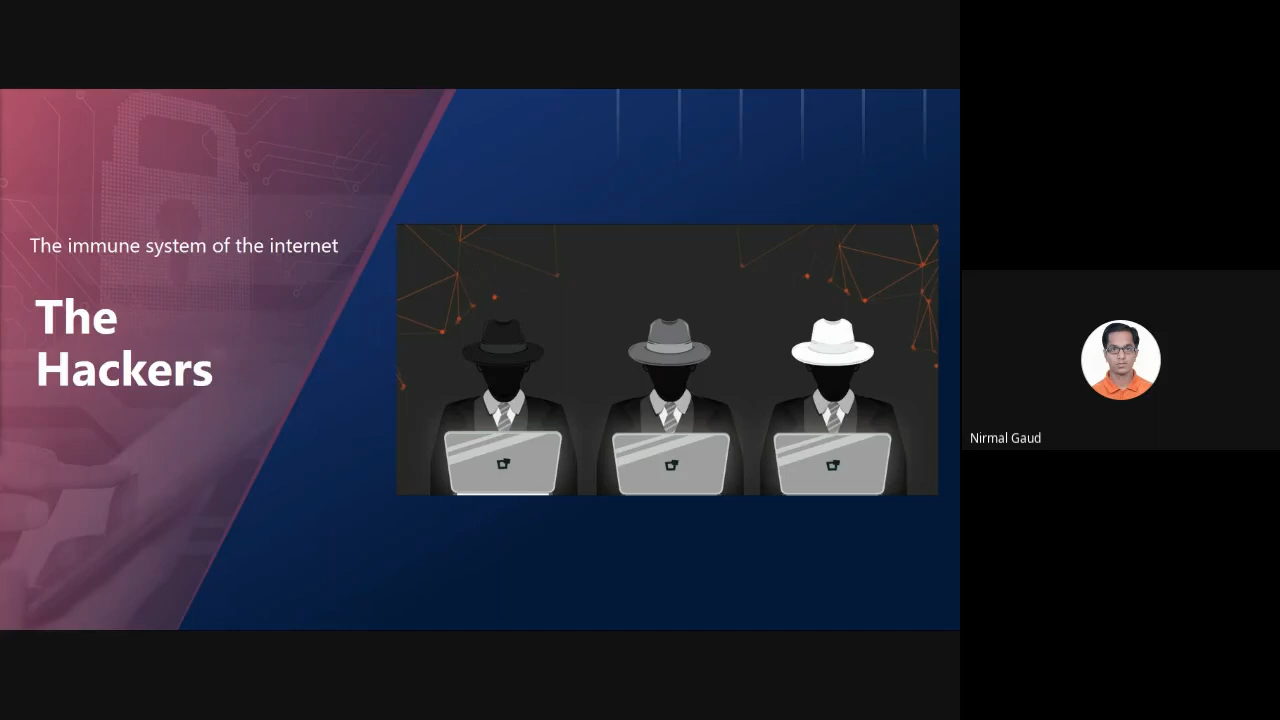 The immune system of the internet
The
Hackers
Nirmal Gaud